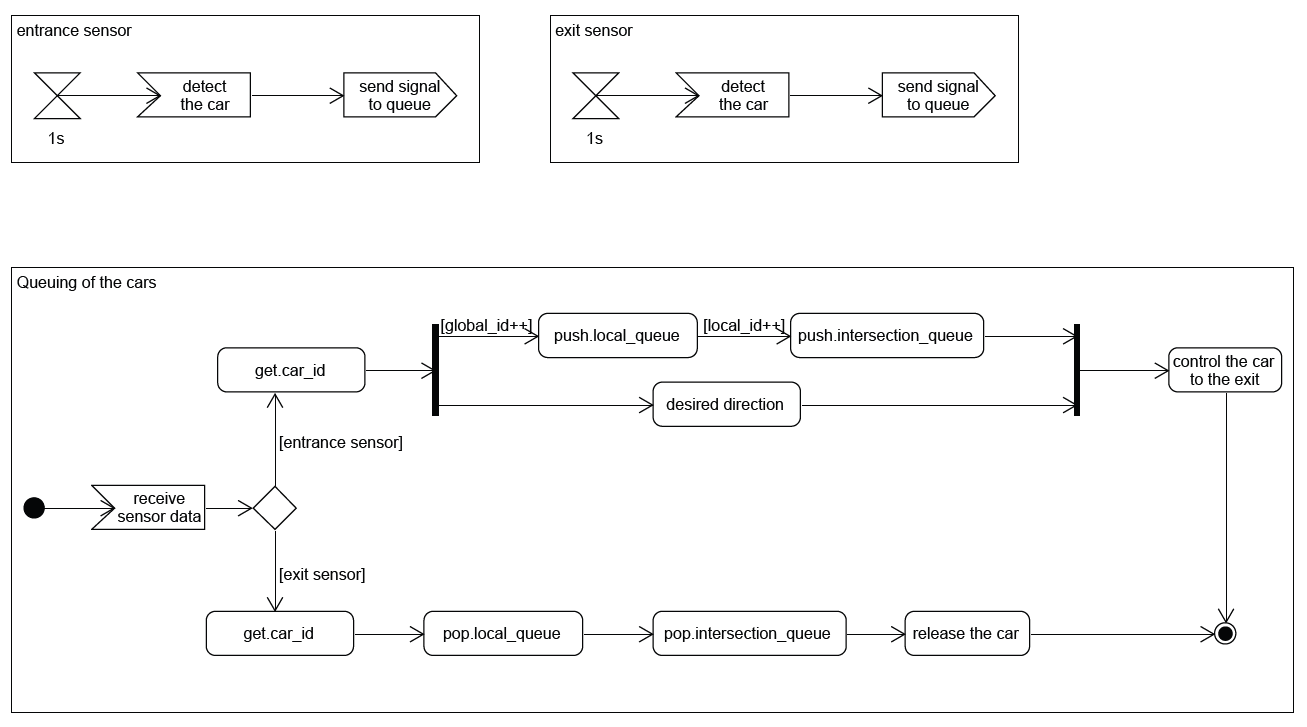 entrance sensor
detect
the car
send signal
to queue
1s
exit sensor
detect
the car
send signal
to queue
1s
Queuing of the cars
[global_id++]
push.local_queue
[local_id++]
push.intersection_queue
get.car_id
control the car
to the exit
desired direction
[entrance sensor]
receive
sensor data
[exit sensor]
get.car_id
pop.local_queue
pop.intersection_queue
release the car